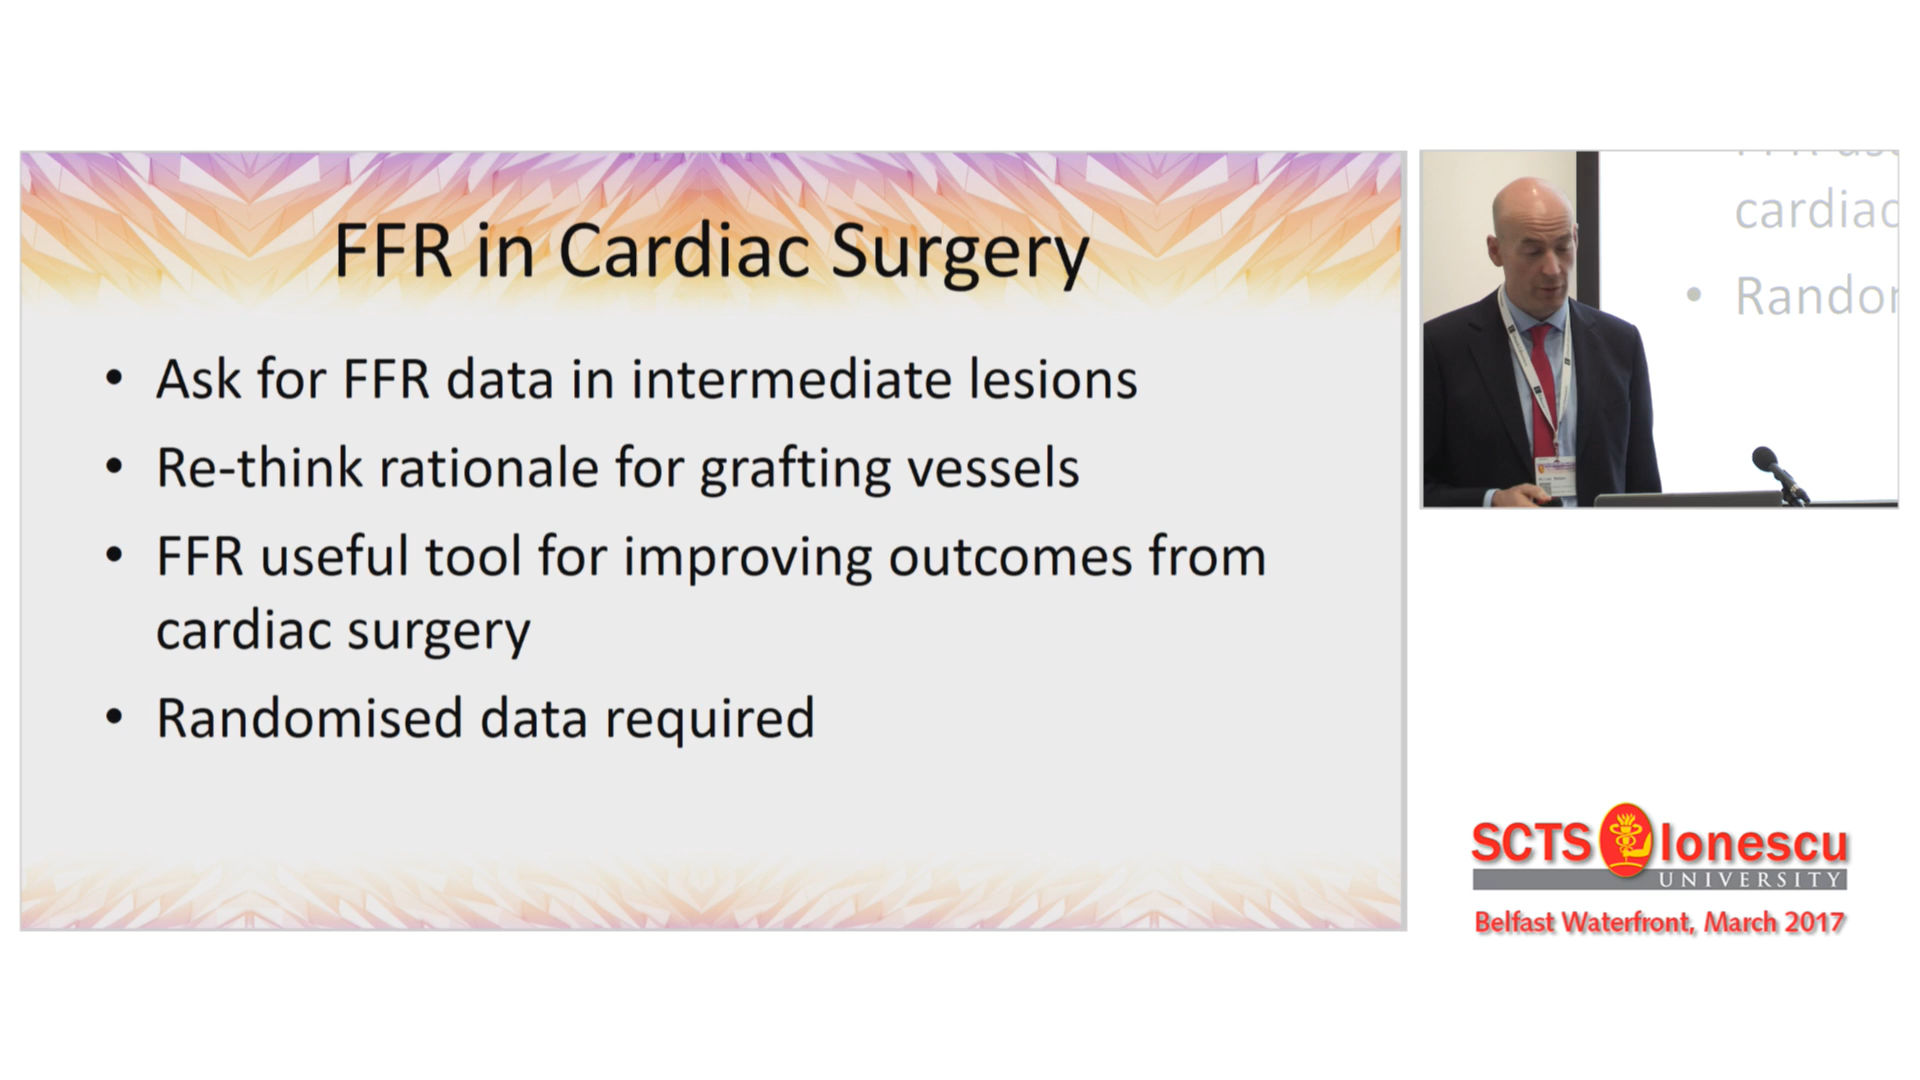 FFR in Cardiac Surgery
• Ask for FFR data in intermediate lesions
• Re-think rationale for grafting vessels
• FFR useful tool for improving outcomes from
cardiac surgery
• Randomised data required
cardiac
• Random
SCTS Ionescu
UNIVERSITY
Belfast Waterfront, March 2017